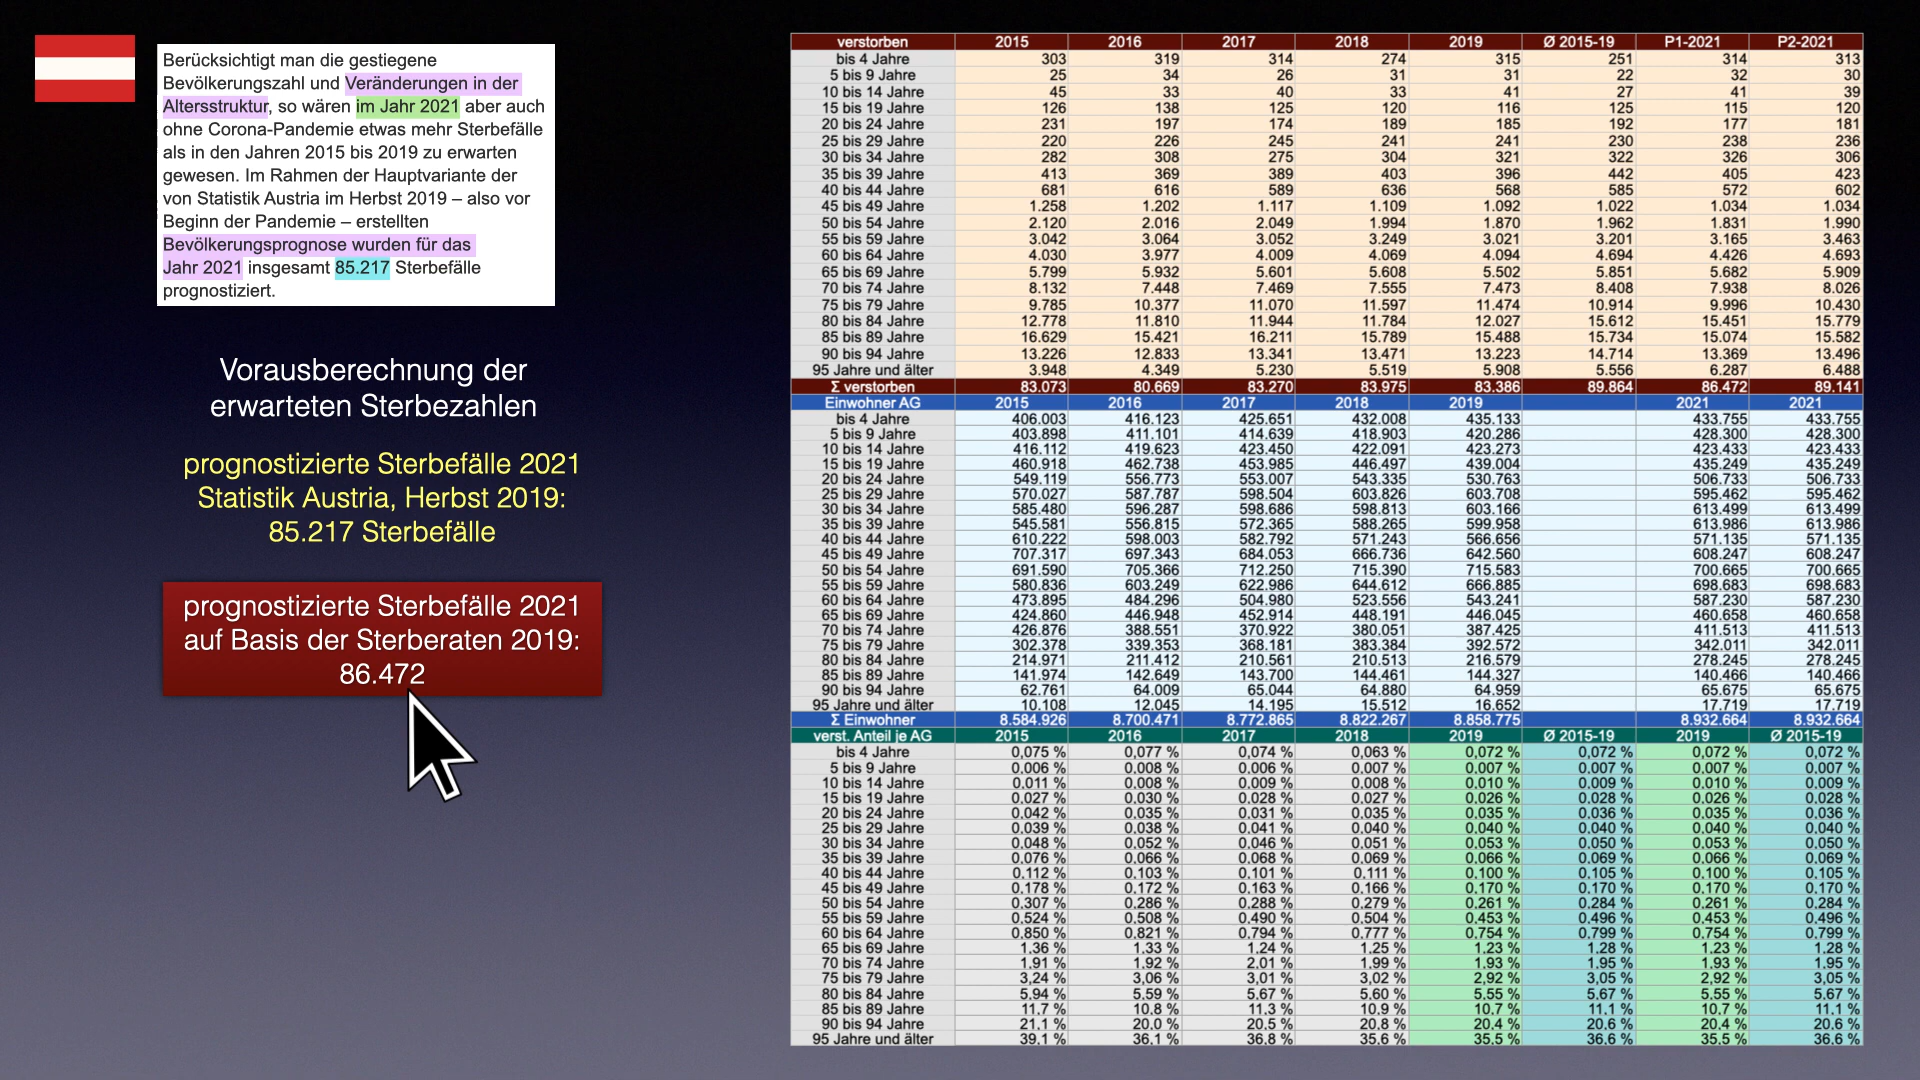 Berücksichtigt man die gestiegene
Bevölkerungszahl und Veränderungen in der
Altersstruktur, so wären im Jahr 2021 aber auch
ohne Corona-Pandemie etwas mehr Sterbefälle
als in den Jahren 2015 bis 2019 zu erwarten
gewesen. Im Rahmen der Hauptvariante der
von Statistik Austria im Herbst 2019 – also vor
Beginn der Pandemie – erstellten
Bevölkerungsprognose wurden für das
Jahr 2021 insgesamt 85.217 Sterbefälle
prognostiziert.
Vorausberechnung der
erwarteten Sterbezahlen
prognostizierte Sterbefälle 2021
Statistik Austria, Herbst 2019:
85.217 Sterbefälle
prognostizierte Sterbefälle 2021
auf Basis der Sterberaten 2019:
86.472
verstorben 2015 2016 2017 2018 2019 Ø 2015-19 P1-2021 P2-2021
bis 4 Jahre 303 319 314 274 315 251 314 313
5 bis 9 Jahre 25 34 26 31 31 22 32 30
10 bis 14 Jahre 45 33 40 33 41 27 41 39
15 bis 19 Jahre 126 138 125 120 116 125 115 120
20 bis 24 Jahre 231 197 174 189 185 192 177 181
25 bis 29 Jahre 220 226 245 241 241 230 238 236
30 bis 34 Jahre 282 308 275 304 321 322 326 306
35 bis 39 Jahre 413 369 389 403 396 442 405 423
40 bis 44 Jahre 681 616 589 636 568 585 572 602
45 bis 49 Jahre 1.258 1.202 1.117 1.109 1.092 1.022 1.034 1.034
50 bis 54 Jahre 2.120 2.016 2.049 1.994 1.870 1.962 1.831 1.990
55 bis 59 Jahre 3.042 3.064 3.052 3.249 3.021 3.201 3.165 3.463
60 bis 64 Jahre 4.030 3.977 4.009 4.069 4.094 4.694 4.426 4.693
65 bis 69 Jahre 5.799 5.932 5.601 5.608 5.502 5.851 5.682 5.909
70 bis 74 Jahre 8.132 7.448 7.469 7.555 7.473 8.408 7.938 8.026
75 bis 79 Jahre 9.785 10.377 11.070 11.597 11.474 10.914 9.996 10.430
80 bis 84 Jahre 12.778 11.810 11.944 11.784 12.027 15.612 15.451 15.779
85 bis 89 Jahre 16.629 15.421 16.211 15.789 15.488 15.734 15.074 15.582
90 bis 94 Jahre 13.226 12.833 13.341 13.471 13.223 14.714 13.369 13.496
95 Jahre und älter 3.948 4.349 5.230 5.519 5.908 5.556 6.287 6.488
Σ verstorben 83.073 80.669 83.270 83.975 83.386 89.864 86.472 89.141
Einwohner AG 2015 2016 2017 2018 2019 2021 2021
bis 4 Jahre 406.003 416.123 425.651 432.008 435.133 433.755 433.755
5 bis 9 Jahre 403.898 411.101 414.639 418.903 420.286 428.300 428.300
10 bis 14 Jahre 416.112 419.623 423.450 422.091 423.273 423.433 423.433
15 bis 19 Jahre 460.918 462.738 453.985 446.497 439.004 435.249 435.249
20 bis 24 Jahre 549.119 556.773 553.007 543.335 530.763 506.733 506.733
25 bis 29 Jahre 570.027 587.787 598.504 603.826 603.708 595.462 595.462
30 bis 34 Jahre 585.480 596.287 598.686 598.813 603.166 613.499 613.499
35 bis 39 Jahre 545.581 556.815 572.365 588.265 599.958 613.986 613.986
40 bis 44 Jahre 610.222 598.003 582.792 571.243 566.656 571.135 571.135
45 bis 49 Jahre 707.317 697.343 684.053 666.736 642.560 608.247 608.247
50 bis 54 Jahre 691.590 705.366 712.250 715.390 715.583 700.665 700.665
55 bis 59 Jahre 580.836 603.249 622.986 644.612 666.885 698.683 698.683
60 bis 64 Jahre 473.895 484.296 504.980 523.556 543.241 587.230 587.230
65 bis 69 Jahre 424.860 446.948 452.914 448.191 446.045 460.658 460.658
70 bis 74 Jahre 426.876 388.551 370.922 380.051 387.425 411.513 411.513
75 bis 79 Jahre 302.378 339.353 368.181 383.384 392.572 342.011 342.011
80 bis 84 Jahre 214.971 211.412 210.561 210.513 216.579 278.245 278.245
85 bis 89 Jahre 141.974 142.649 143.700 144.461 144.327 140.466 140.466
90 bis 94 Jahre 62.761 64.009 65.044 64.880 64.959 65.675 65.675
95 Jahre und älter 10.108 12.045 14.195 15.512 16.652 17.719 17.719
Σ Einwohner 8.584.926 8.700.471 8.772.865 8.822.267 8.858.775 8.932.664 8.932.664
verst. Anteil je AG 2015 2016 2017 2018 2019 Ø 2015-19 2019 Ø 2015-19
bis 4 Jahre 0,075 % 0,077 % 0,074 % 0,063 % 0,072 % 0,072 % 0,072 % 0,072 %
5 bis 9 Jahre 0,006 % 0,008 % 0,006 % 0,007 % 0,007 % 0,007 % 0,007 % 0,007 %
10 bis 14 Jahre 0,011 % 0,008 % 0,009 % 0,008 % 0,010 % 0,009 % 0,010 % 0,009 %
15 bis 19 Jahre 0,027 % 0,030 % 0,028 % 0,027 % 0,026 % 0,028 % 0,026 % 0,028 %
20 bis 24 Jahre 0,042 % 0,035 % 0,031 % 0,035 % 0,035 % 0,036 % 0,035 % 0,036 %
25 bis 29 Jahre 0,039 % 0,038 % 0,041 % 0,040 % 0,040 % 0,040 % 0,040 % 0,040 %
30 bis 34 Jahre 0,048 % 0,052 % 0,046 % 0,051 % 0,053 % 0,050 % 0,053 % 0,050 %
35 bis 39 Jahre 0,076 % 0,066 % 0,068 % 0,069 % 0,066 % 0,069 % 0,066 % 0,069 %
40 bis 44 Jahre 0,112 % 0,103 % 0,101 % 0,111 % 0,100 % 0,105 % 0,100 % 0,105 %
45 bis 49 Jahre 0,178 % 0,172 % 0,163 % 0,166 % 0,170 % 0,170 % 0,170 % 0,170 %
50 bis 54 Jahre 0,307 % 0,286 % 0,288 % 0,279 % 0,261 % 0,284 % 0,261 % 0,284 %
55 bis 59 Jahre 0,524 % 0,508 % 0,490 % 0,504 % 0,453 % 0,496 % 0,453 % 0,496 %
60 bis 64 Jahre 0,850 % 0,821 % 0,794 % 0,777 % 0,754 % 0,799 % 0,754 % 0,799 %
65 bis 69 Jahre 1,36 % 1,33 % 1,24 % 1,25 % 1,23 % 1,28 % 1,23 % 1,28 %
70 bis 74 Jahre 1,91 % 1,92 % 2,01 % 1,99 % 1,93 % 1,95 % 1,93 % 1,95 %
75 bis 79 Jahre 3,24 % 3,06 % 3,01 % 3,02 % 2,92 % 3,05 % 2,92 % 3,05 %
80 bis 84 Jahre 5,94 % 5,59 % 5,67 % 5,60 % 5,55 % 5,67 % 5,55 % 5,67 %
85 bis 89 Jahre 11,7 % 10,8 % 11,3 % 10,9 % 10,7 % 11,1 % 10,7 % 11,1 %
90 bis 94 Jahre 21,1 % 20,0 % 20,5 % 20,8 % 20,4 % 20,6 % 20,4 % 20,6 %
95 Jahre und älter 39,1 % 36,1 % 36,8 % 35,6 % 35,5 % 36,6 % 35,5 % 36,6 %